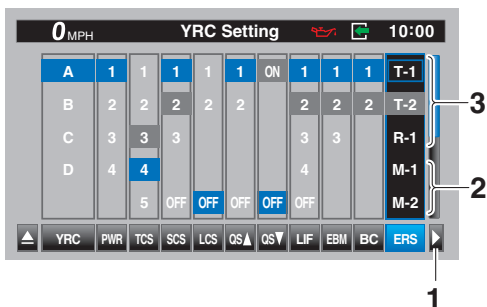 0 MPH YRC Setting 10:00
A 1 1 1 1 1 ON 1 1 1 T-1
B 2 2 2 2 2 2 2 2 T-2
C 3 3 3 3 3 R-1
D 4 4 4 M-1
5 OFF OFF OFF OFF OFF M-2
YRC PWR TCS SCS LCS QS▲ QS▼ LIF EBM BC ERS
3
2
1